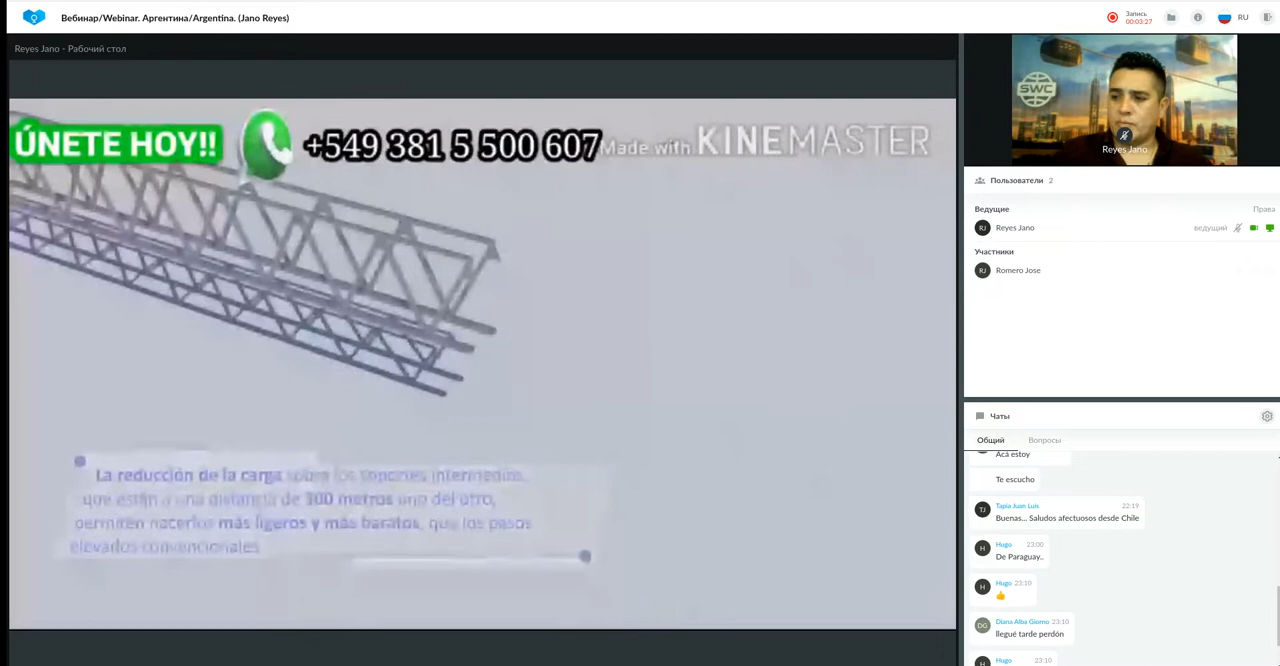 Вебинар/Webinar. Аргентина/Argentina. (Jano Reyes)
Запись
00:03:27
RU
Reyes Jano - Рабочий стол
ÚNETE HOY!!
+549 381 5 500 607
Made with KINEMASTER
La reducción de la carga sobre los soportes intermedios,
que están a una distancia de 300 metros uno del otro,
permiten hacerlos más ligeros y más baratos, que los pasos
elevados convencionales
SWC
Reyes Jano
Пользователи 2
Ведущие
Права
RJ
Reyes Jano
ведущий
Участники
RJ
Romero Jose
Чаты
Общий
Вопросы
Acá estoy
Te escucho
TJ
Tapia Juan Luis 22:19
Buenas... Saludos afectuosos desde Chile
H
Hugo 23:00
De Paraguay..
H
Hugo 23:10
👍
DG
Diana Alba Giorno 23:10
llegué tarde perdón
H
Hugo 23:10